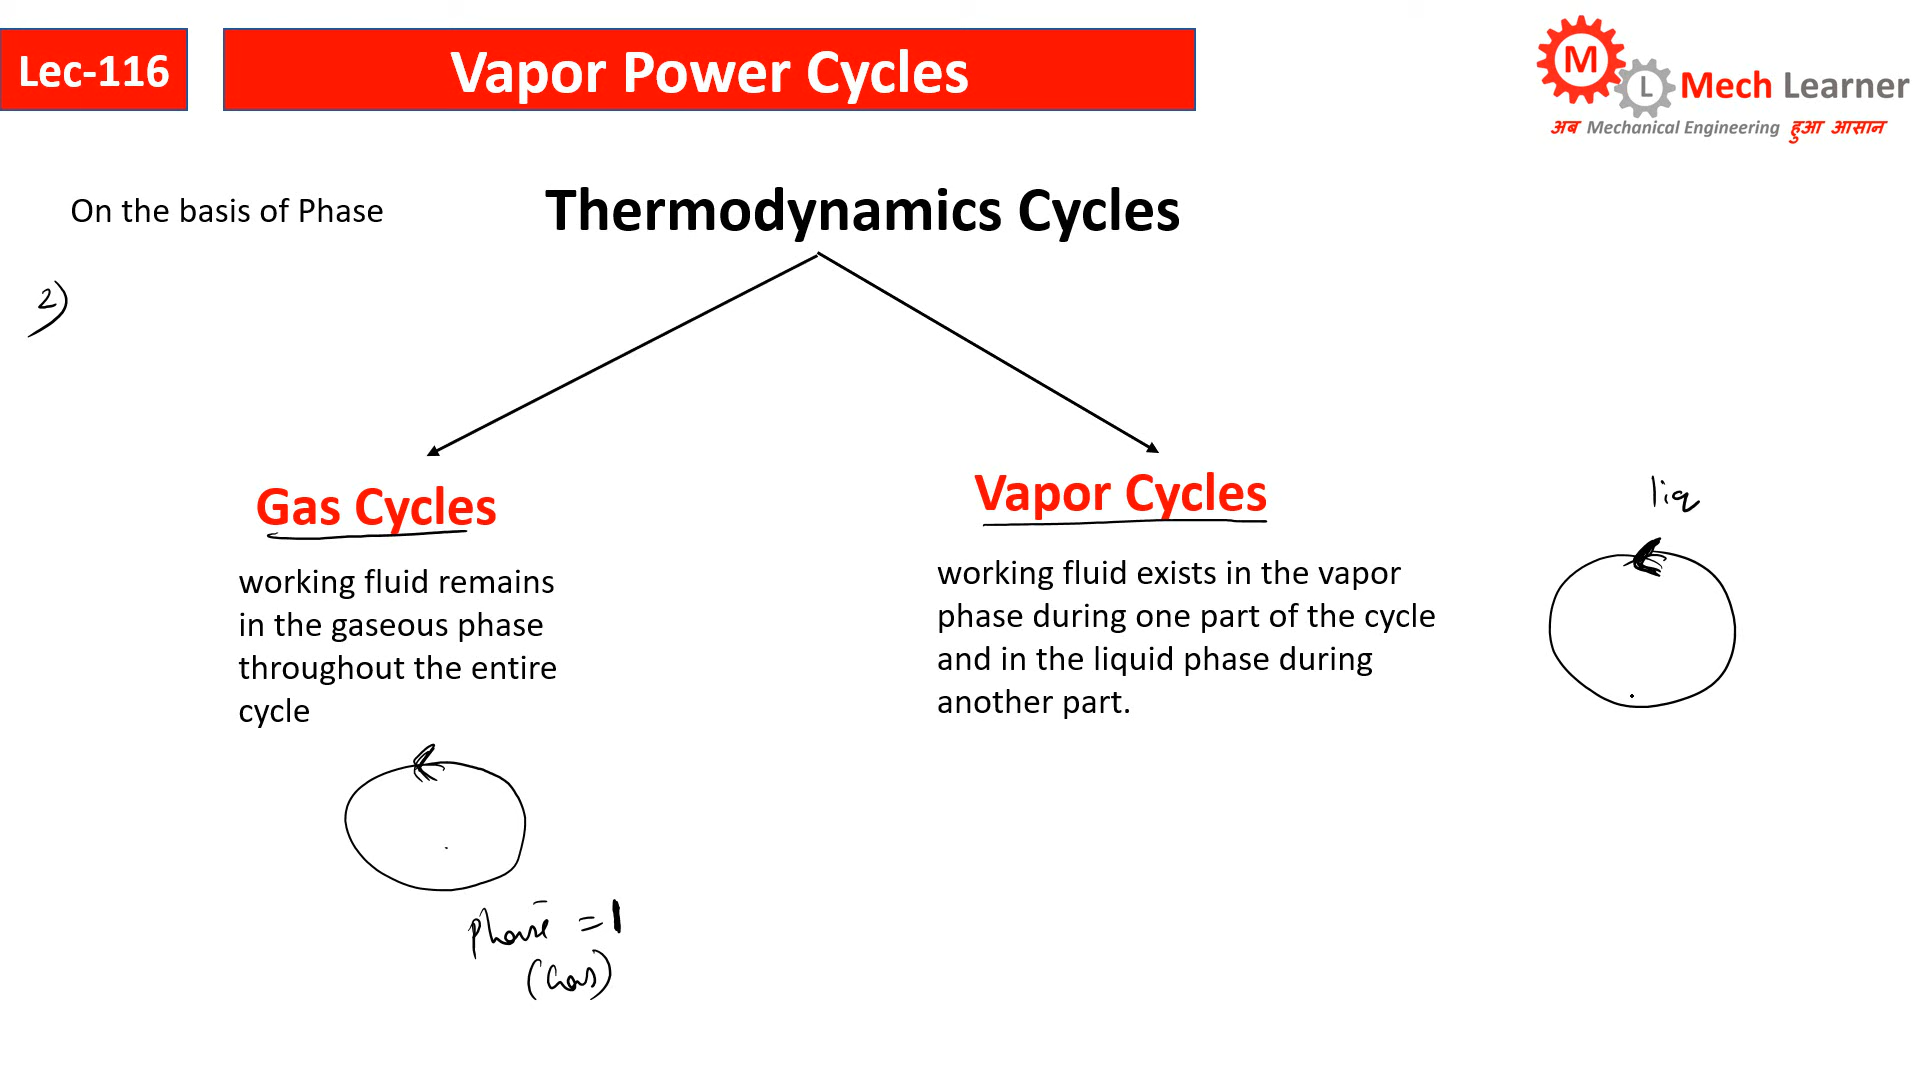 Lec-116
Vapor Power Cycles
M
L
Mech Learner
अब Mechanical Engineering हुआ आसान
On the basis of Phase
Thermodynamics Cycles
2)
Gas Cycles
working fluid remains
in the gaseous phase
throughout the entire
cycle
Phase = 1
(Gas)
Vapor Cycles
working fluid exists in the vapor
phase during one part of the cycle
and in the liquid phase during
another part.
liq